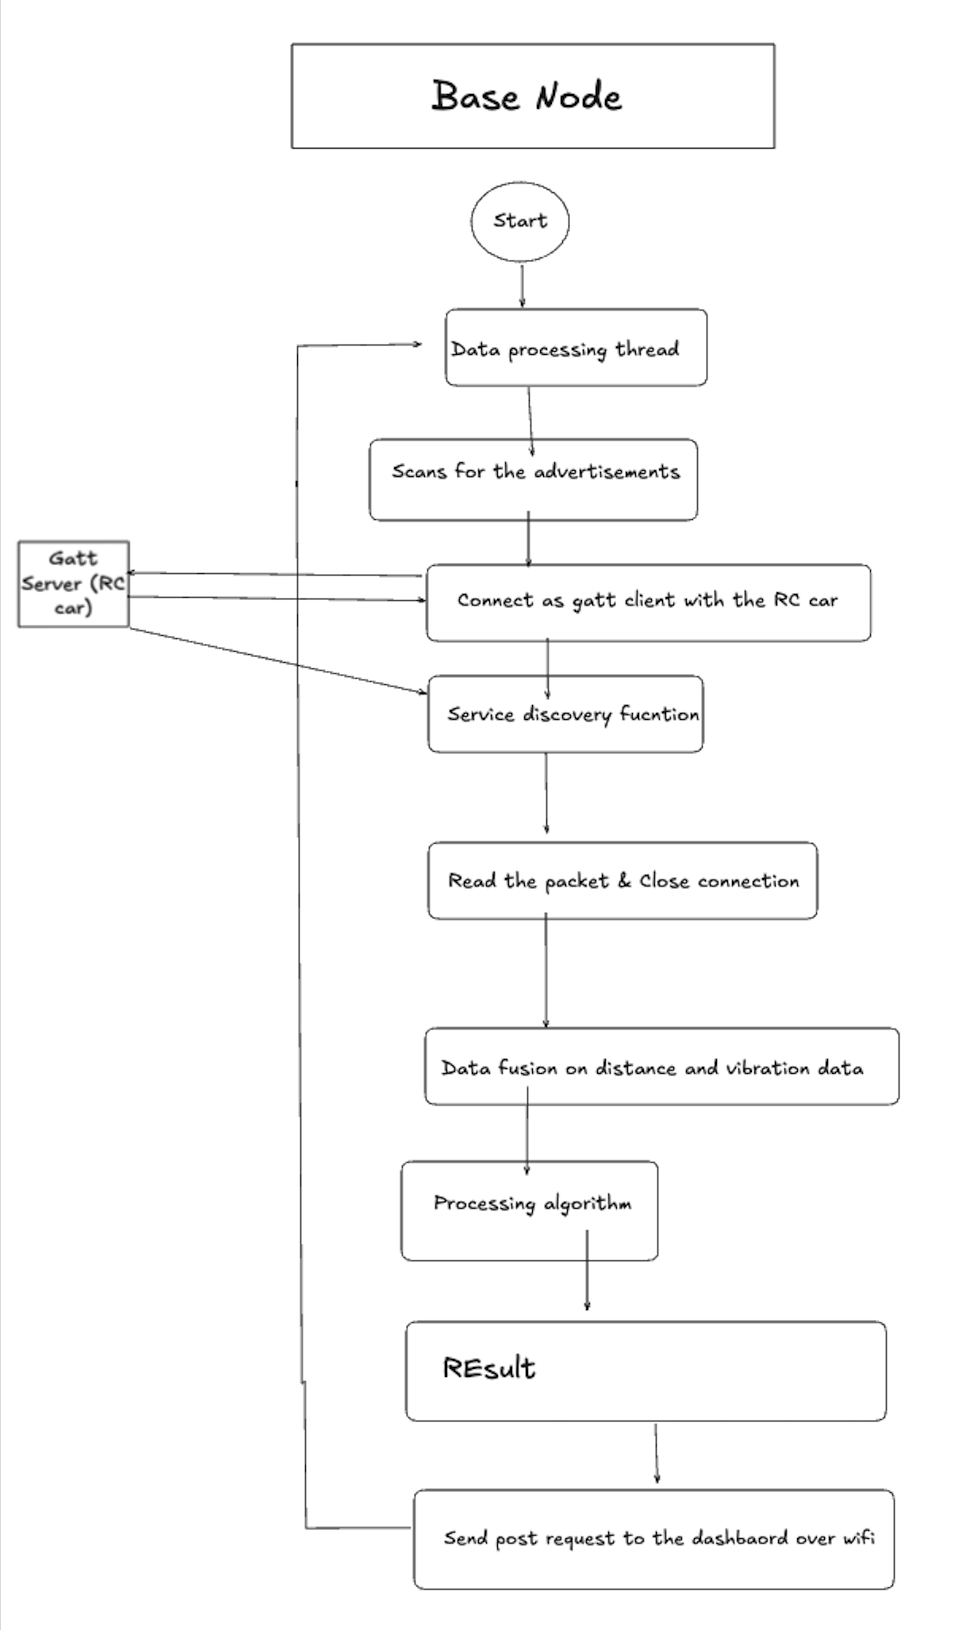 Base Node
Start
Data processing thread
Scans for the advertisements
Gatt
Server (RC
car)
Connect as gatt client with the RC car
Service discovery fucntion
Read the packet & Close connection
Data fusion on distance and vibration data
Processing algorithm
REsult
Send post request to the dashbaord over wifi